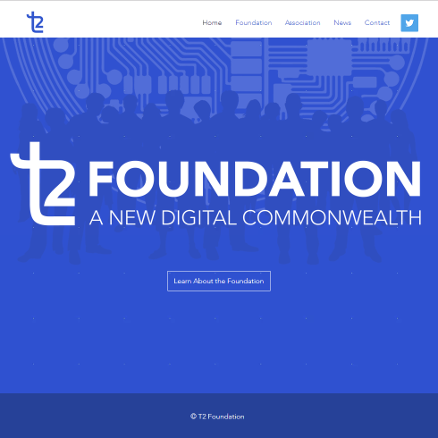 t2
Home Foundation Association News Contact
t2 FOUNDATION
A NEW DIGITAL COMMONWEALTH
Learn About the Foundation
© T2 Foundation